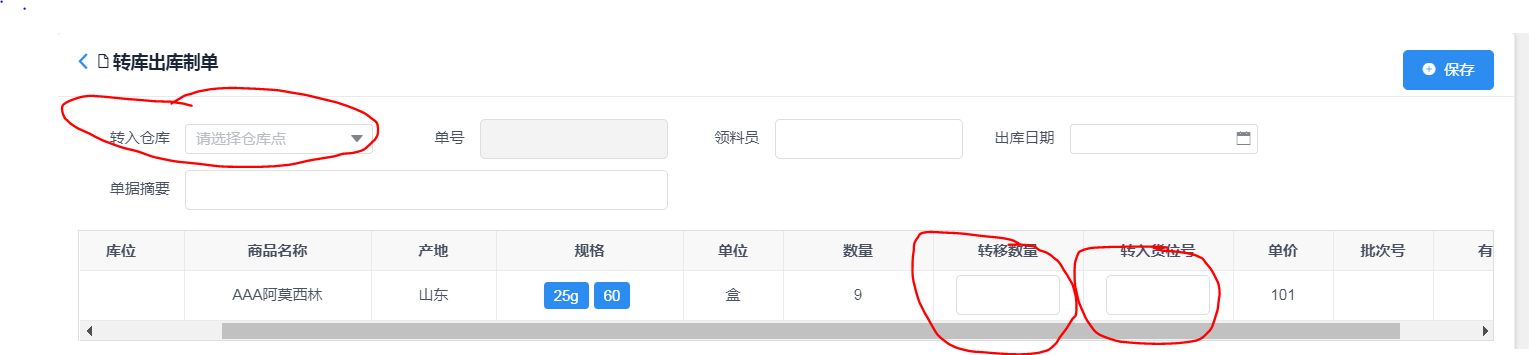 转库出库制单
保存
转入仓库 请选择仓库点 单号 领料员 出库日期
单据摘要
库位 商品名称 产地 规格 单位 数量 转移数量 转入货位号 单价 批次号 有
AAA阿莫西林 山东 25g 60 盒 9 101